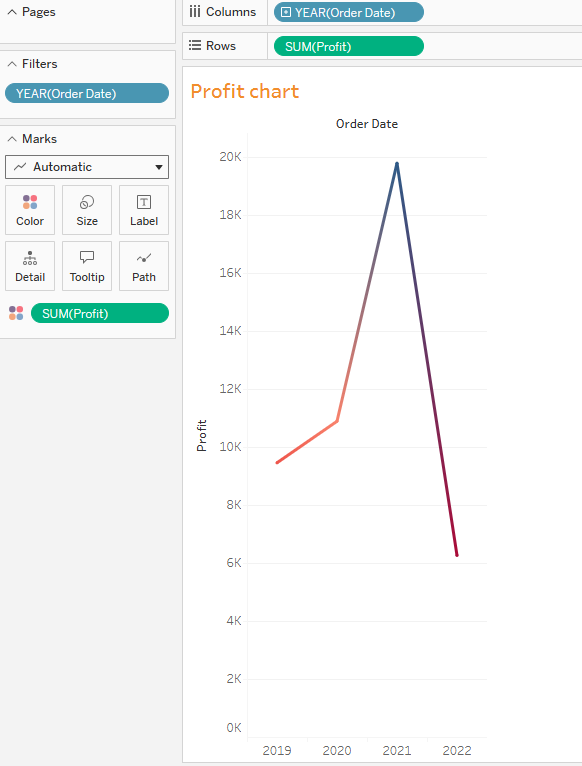 Pages
Columns
YEAR(Order Date)
Rows
SUM(Profit)
Filters
YEAR(Order Date)
Marks
Automatic
Color
Size
Label
Detail
Tooltip
Path
SUM(Profit)
Profit chart
Order Date
20K
18K
16K
14K
12K
10K
8K
6K
4K
2K
0K
Profit
2019 2020 2021 2022